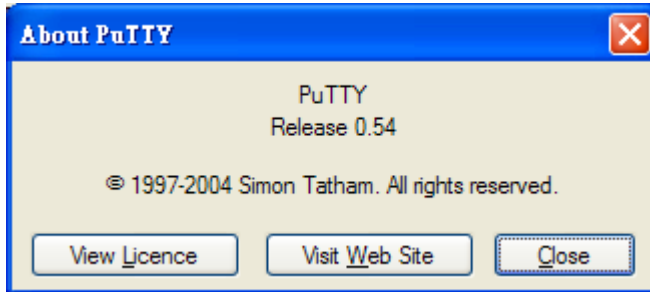 About PuTTY
PuTTY
Release 0.54
© 1997-2004 Simon Tatham. All rights reserved.
View Licence Visit Web Site Close